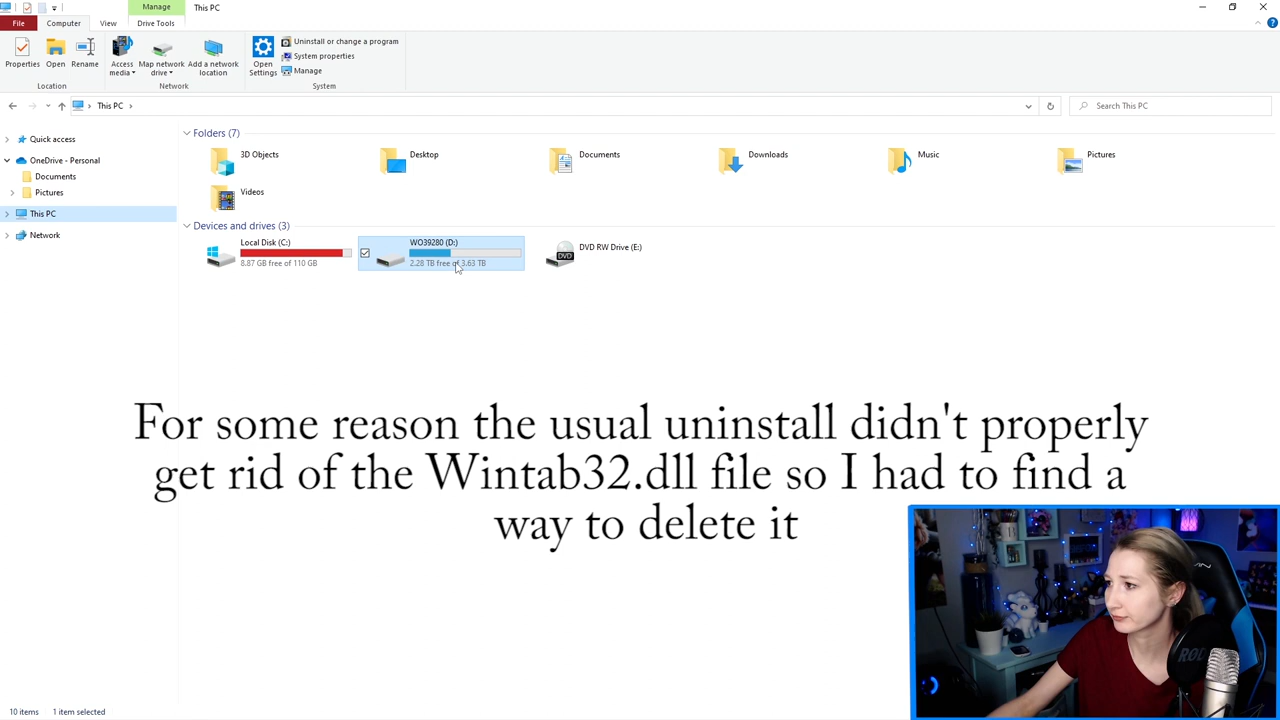 Manage
This PC
File
Computer
View
Drive Tools
Properties
Open
Rename
Access media
Map network drive
Add a network location
Open Settings
Uninstall or change a program
System properties
Manage
Location
Network
System
This PC
Search This PC
Quick access
OneDrive - Personal
Documents
Pictures
This PC
Network
Folders (7)
3D Objects
Desktop
Documents
Downloads
Music
Pictures
Videos
Devices and drives (3)
Local Disk (C:)
8.87 GB free of 110 GB
WO39280 (D:)
2.28 TB free of 3.63 TB
DVD RW Drive (E:)
DVD
For some reason the usual uninstall didn't properly
get rid of the Wintab32.dll file so I had to find a
way to delete it
RODE
10 items
1 item selected